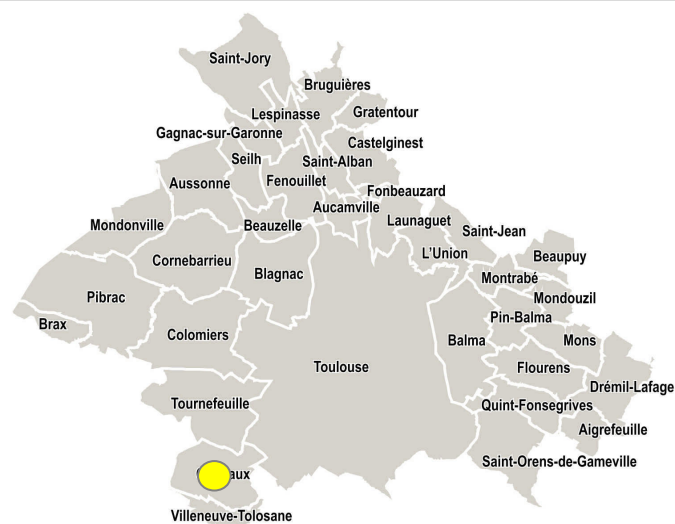 Saint-Jory
Bruguières
Lespinasse
Gratentour
Gagnac-sur-Garonne
Castelginest
Seilh
Saint-Alban
Aussonne
Fenouillet
Fonbeauzard
Aucamville
Launaguet
Mondonville
Beauzelle
Saint-Jean
L'Union
Beaupuy
Cornebarrieu
Blagnac
Montrabé
Pibrac
Mondouzil
Pin-Balma
Brax
Colomiers
Balma
Mons
Toulouse
Flourens
Drémil-Lafage
Tournefeuille
Quint-Fonsegrives
Aigrefeuille
Saint-Orens-de-Gameville
Villeneuve-Tolosane